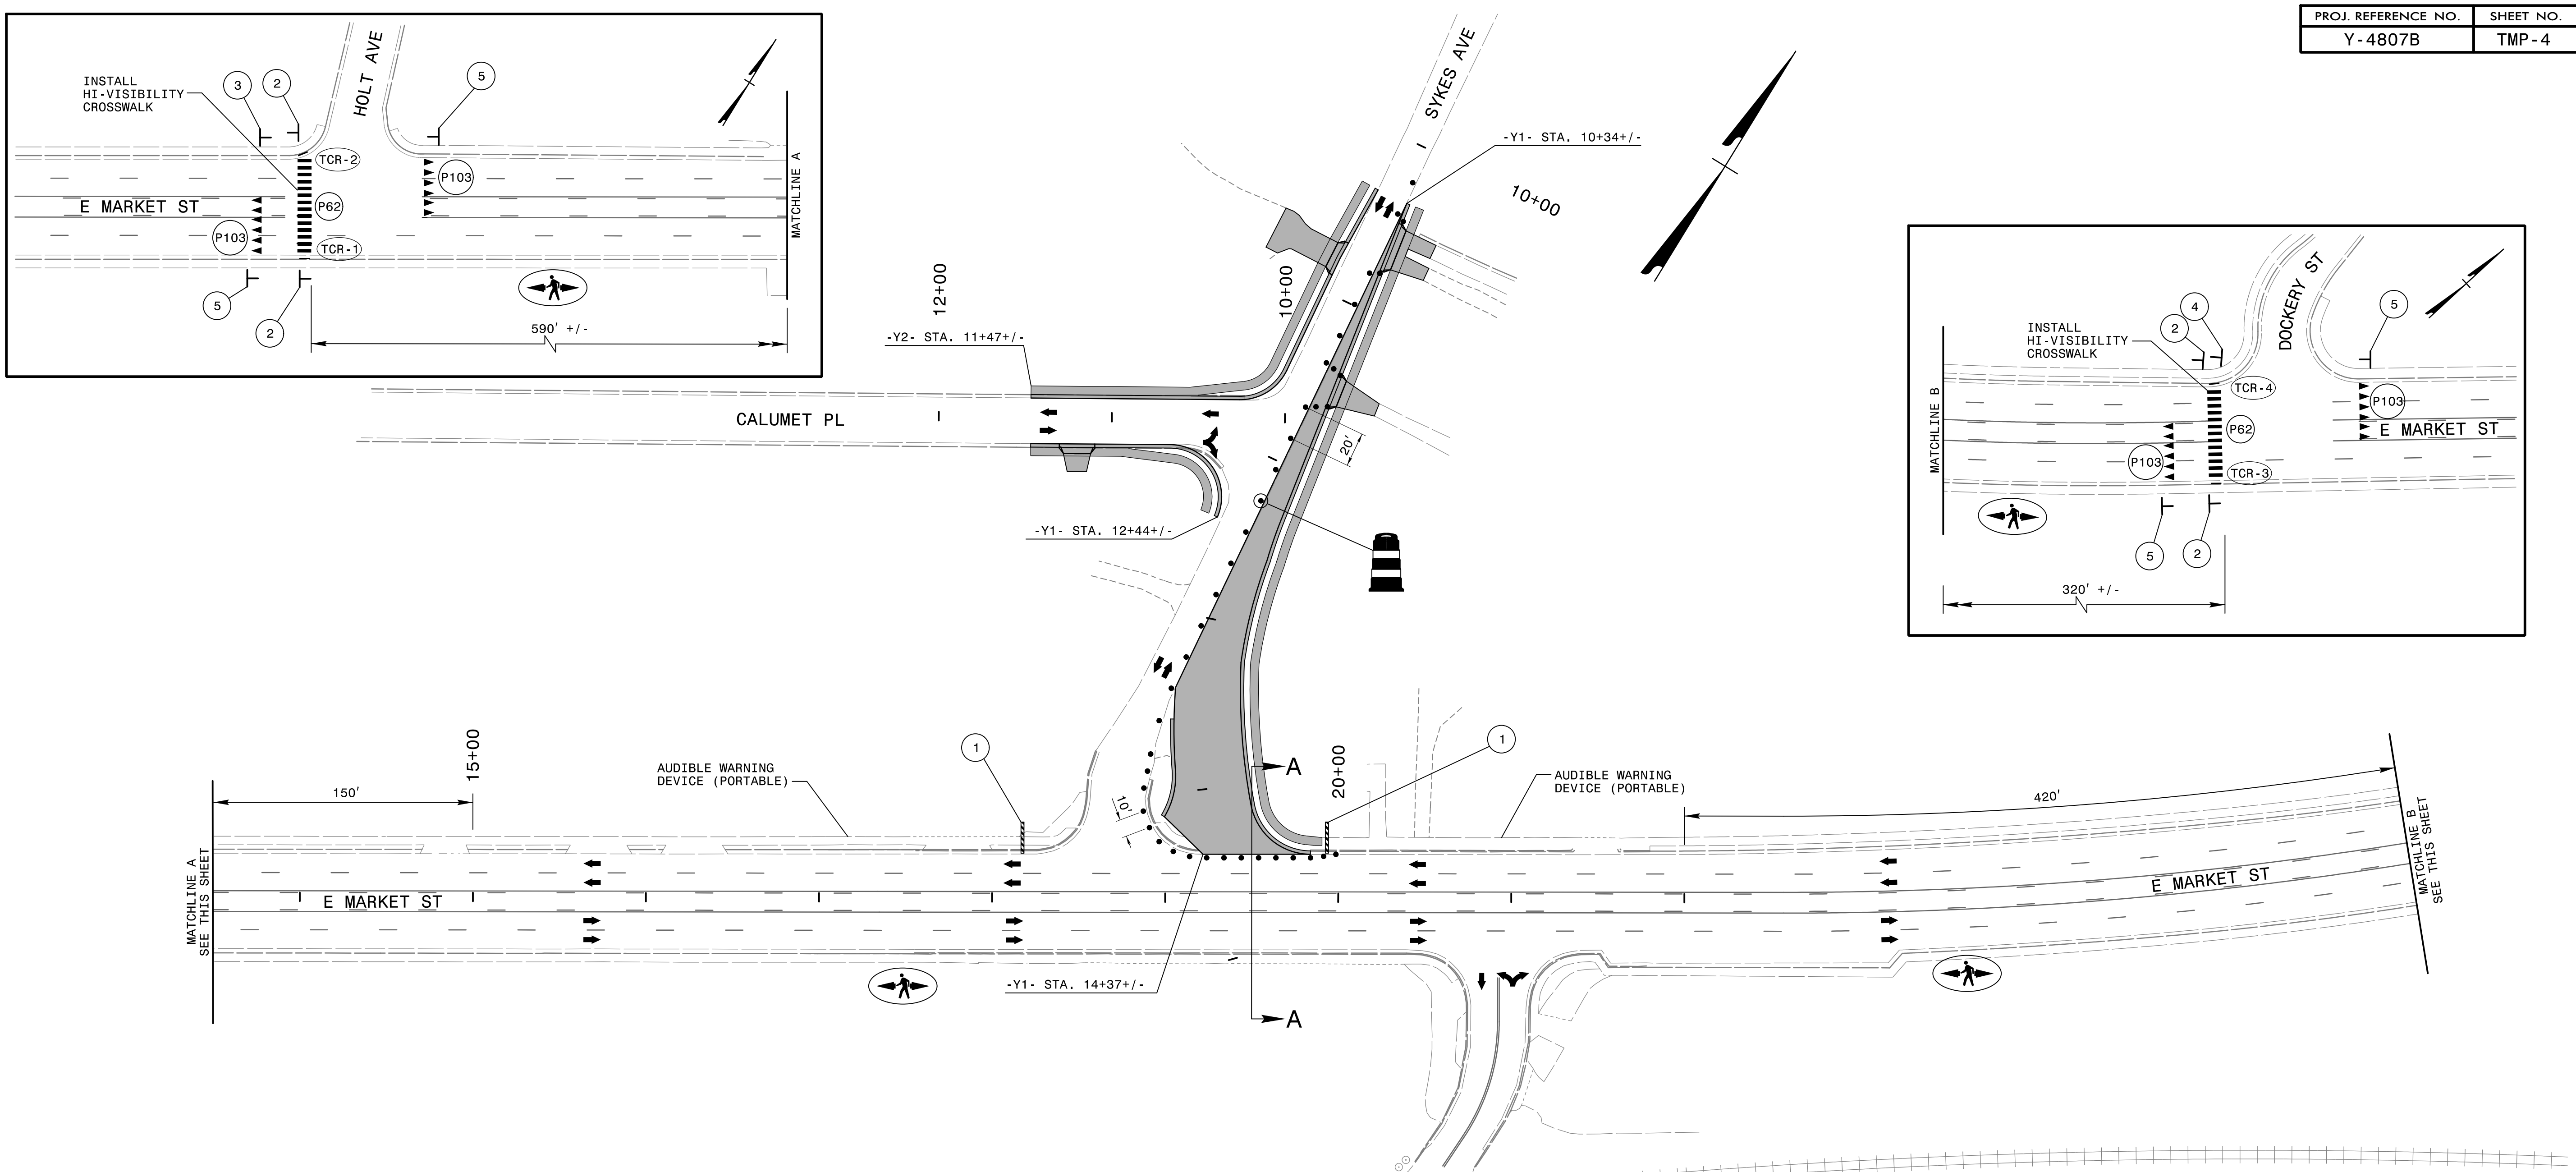 PROJ. REFERENCE NO.
SHEET NO.
Y-4807B
TMP-4
INSTALL
HI-VISIBILITY
CROSSWALK
3
2
HOLT AVE
5
TCR-2
P103
P62
E MARKET ST
P103
TCR-1
MATCHLINE A
5
2
590' +/-
SYKES AVE
-Y1- STA. 10+34+/-
10+00
12+00
10+00
-Y2- STA. 11+47+/-
CALUMET PL
20'
-Y1- STA. 12+44+/-
DOCKERY ST
4
2
5
INSTALL
HI-VISIBILITY
CROSSWALK
MATCHLINE B
TCR-4
P103
P62
E MARKET ST
P103
TCR-3
5
2
320' +/-
15+00
1
AUDIBLE WARNING
DEVICE (PORTABLE)
150'
10'
A
20+00
1
AUDIBLE WARNING
DEVICE (PORTABLE)
420'
MATCHLINE A
SEE THIS SHEET
E MARKET ST
E MARKET ST
MATCHLINE B
SEE THIS SHEET
-Y1- STA. 14+37+/-
A